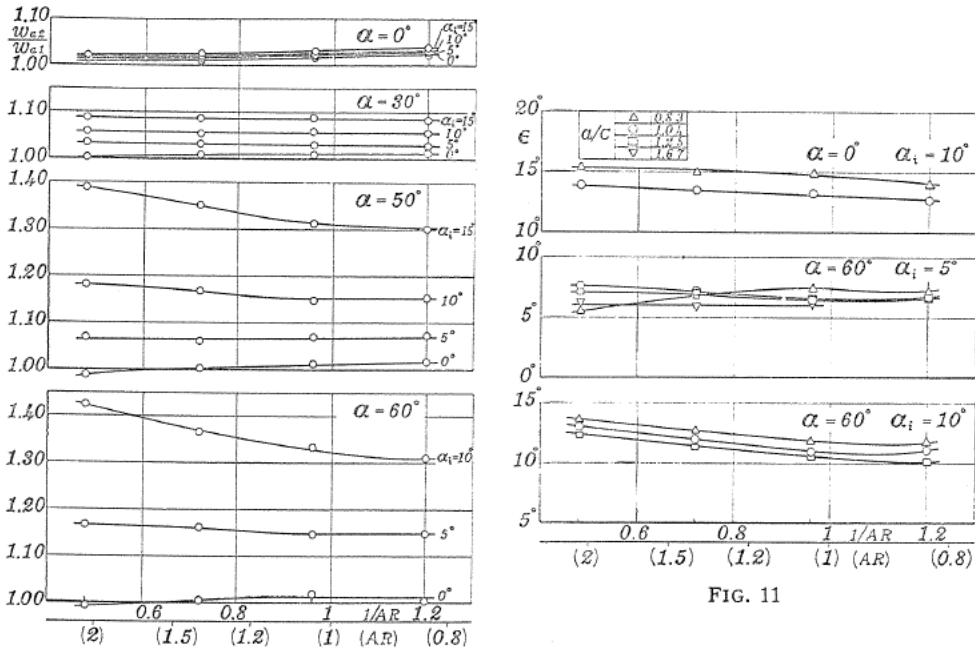 1.10
w_a2/w_a1
1.00
α = 0°
α_i=15
10°
5°
0°
1.10
1.00
α = 30°
α_i=15
10°
5°
0°
1.40
1.30
1.20
1.10
1.00
α = 50°
α_i=15°
10°
5°
0°
1.40
1.30
1.20
1.10
1.00
α = 60°
α_i=10°
5°
0°
0.6 0.8 1 1/AR 1.2
(2) (1.5) (1.2) (1) (AR) (0.8)
20°
ε
15°
10°
a/c
0.83
1.04
1.25
1.67
α = 0° α_i = 10°
10°
5°
0°
α = 60° α_i = 5°
15°
10°
5°
α = 60° α_i = 10°
0.6 0.8 1 1/AR 1.2
(2) (1.5) (1.2) (1) (AR) (0.8)
FIG. 11